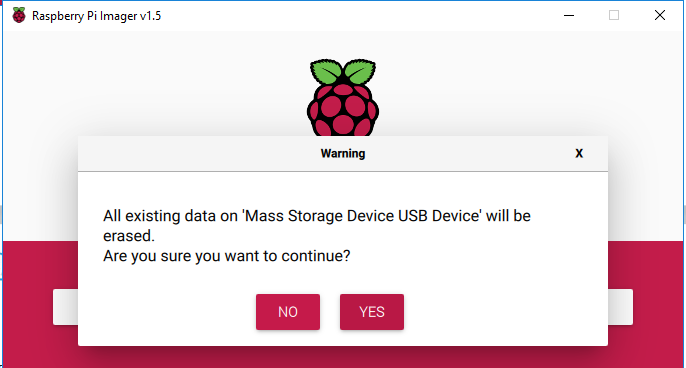 Raspberry Pi Imager v1.5
Warning
X
All existing data on 'Mass Storage Device USB Device' will be
erased.
Are you sure you want to continue?
NO
YES